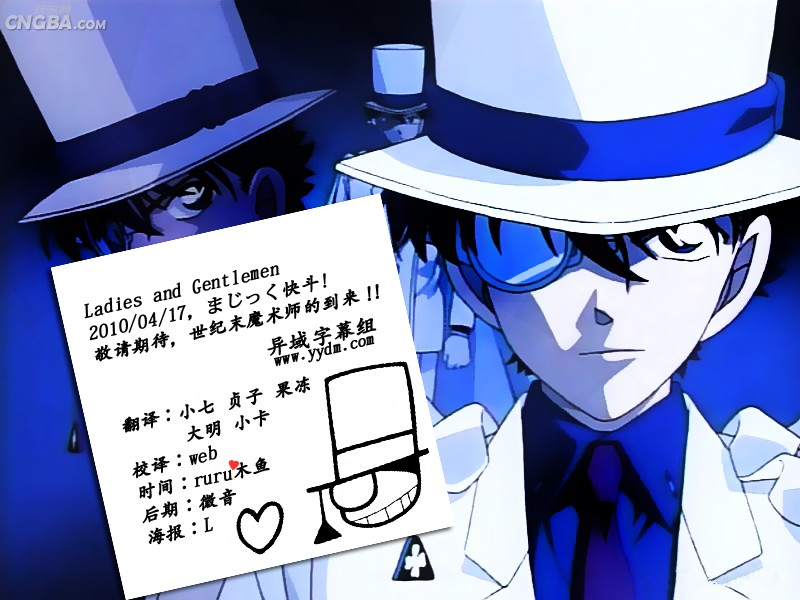 CNGBA.COM
Ladies and Gentlemen
2010/04/17, まじっく快斗!
敬请期待, 世纪末魔术师的到来!!
异域字幕组
www.yydm.com
翻译：小七 贞子 果冻
大明 小卡
校译：web
时间：ruru木鱼
后期：微音
海报：L